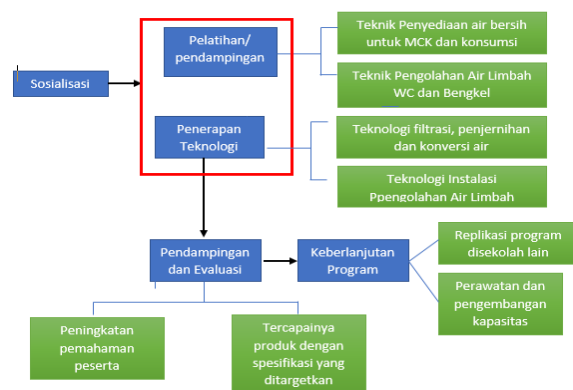 Sosialisasi
Pelatihan/
pendampingan
Teknik Penyediaan air bersih
untuk MCK dan konsumsi
Teknik Pengolahan Air Limbah
WC dan Bengkel
Penerapan
Teknologi
Teknologi filtrasi, penjernihan
dan konversi air
Teknologi Instalasi
Ppengolahan Air Limbah
Pendampingan
dan Evaluasi
Keberlanjutan
Program
Replikasi program
disekolah lain
Perawatan dan
pengembangan
kapasitas
Peningkatan
pemahaman
peserta
Tercapainya
produk dengan
spesifikasi yang
ditargetkan